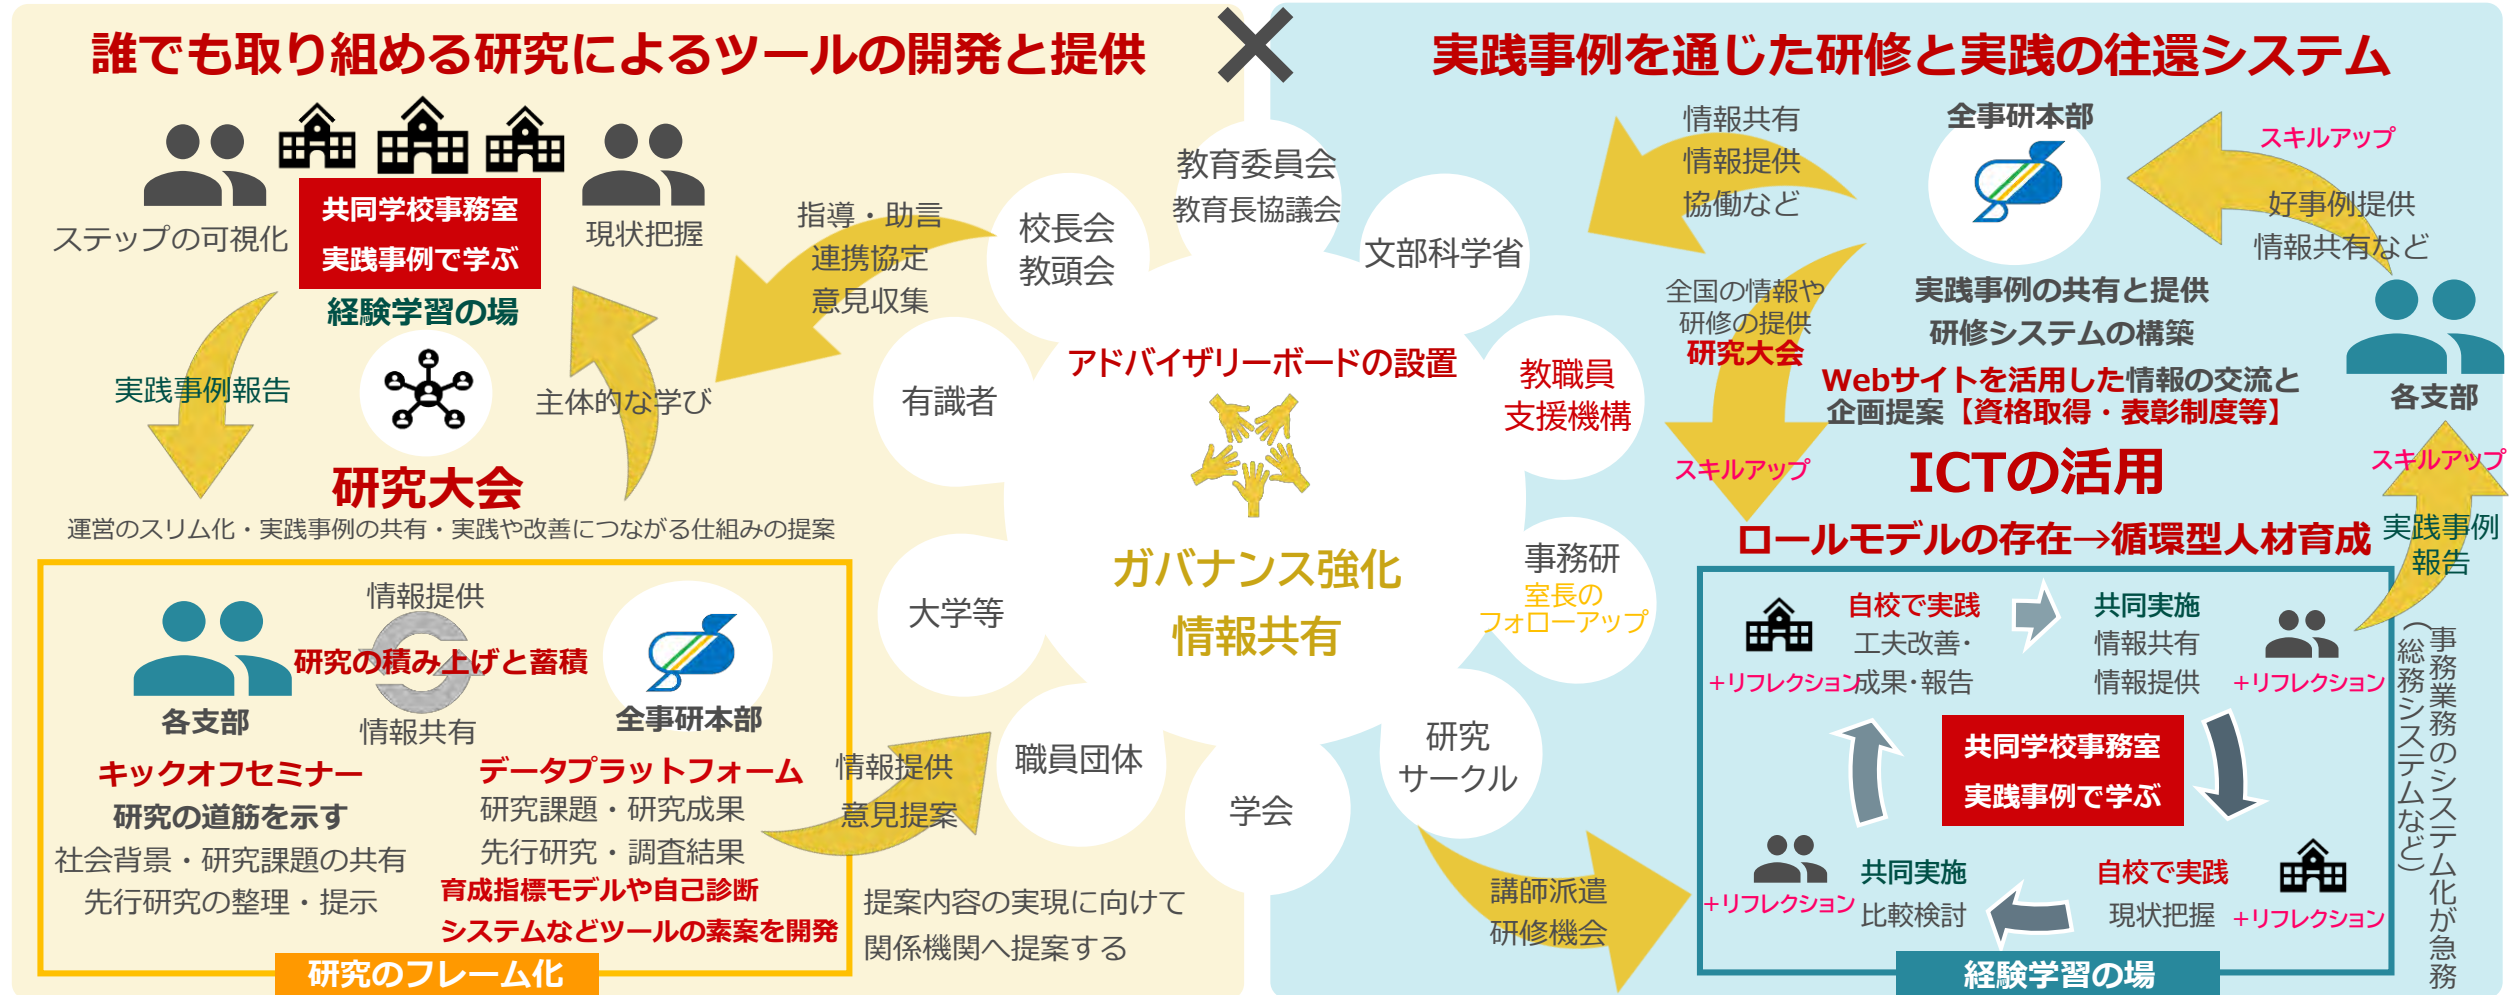 誰でも取り組める研究によるツールの開発と提供
×
実践事例を通じた研修と実践の往還システム
ステップの可視化
共同学校事務室
実践事例で学ぶ
現状把握
経験学習の場
実践事例報告
主体的な学び
研究大会
運営のスリム化・実践事例の共有・実践や改善につながる仕組みの提案
指導・助言
連携協定
意見収集
情報提供
研究の積み上げと蓄積
情報共有
各支部
全事研本部
キックオフセミナー
研究の道筋を示す
社会背景・研究課題の共有
先行研究の整理・提示
データプラットフォーム
研究課題・研究成果
先行研究・調査結果
育成指標モデルや自己診断
システムなどツールの素案を開発
研究のフレーム化
情報提供
意見提案
提案内容の実現に向けて
関係機関へ提案する
教育委員会
教育長協議会
校長会
教頭会
文部科学省
有識者
教職員
支援機構
大学等
事務研
室長の
フォローアップ
職員団体
学会
研究
サークル
アドバイザリーボードの設置
ガバナンス強化
情報共有
情報共有
情報提供
協働など
全事研本部
スキルアップ
好事例提供
情報共有など
全国の情報や
研修の提供
研究大会
スキルアップ
実践事例の共有と提供
研修システムの構築
Webサイトを活用した情報の交流と
企画提案【資格取得・表彰制度等】
各支部
ICTの活用
スキルアップ
実践事例
報告
ロールモデルの存在→循環型人材育成
自校で実践
工夫改善・
成果・報告
+リフレクション
共同実施
情報共有
情報提供
+リフレクション
共同学校事務室
実践事例で学ぶ
共同実施
比較検討
+リフレクション
自校で実践
現状把握
+リフレクション
経験学習の場
講師派遣
研修機会
事務業務のシステム化が急務
（総務システムなど）